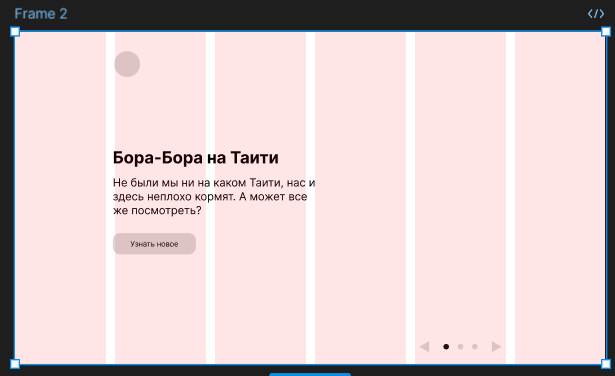 Frame 2
</>
Бора-Бора на Таити
Не были мы ни на каком Таити, нас и
здесь неплохо кормят. А может все
же посмотреть?
Узнать новое